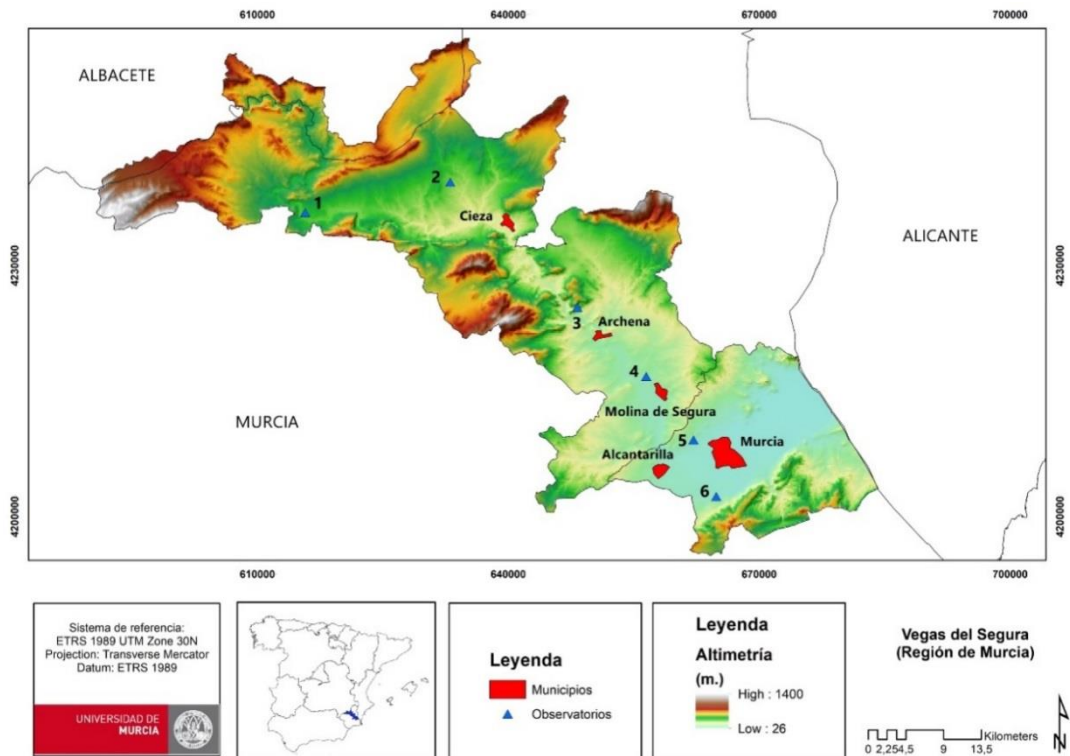 610000 640000 670000 700000
ALBACETE
2
1
Cieza
ALICANTE
4230000 4230000
3
Archena
4
MURCIA
Molina de Segura
5 Murcia
Alcantarilla
6
4200000 4200000
610000 640000 670000 700000
Sistema de referencia:
ETRS 1989 UTM Zone 30N
Projection: Transverse Mercator
Datum: ETRS 1989
UNIVERSIDAD DE
MURCIA
Leyenda
Municipios
Observatorios
Leyenda
Altimetría
(m.)
High : 1400
Low : 26
Vegas del Segura
(Región de Murcia)
Kilometers
0 2,254,5 9 13,5
N